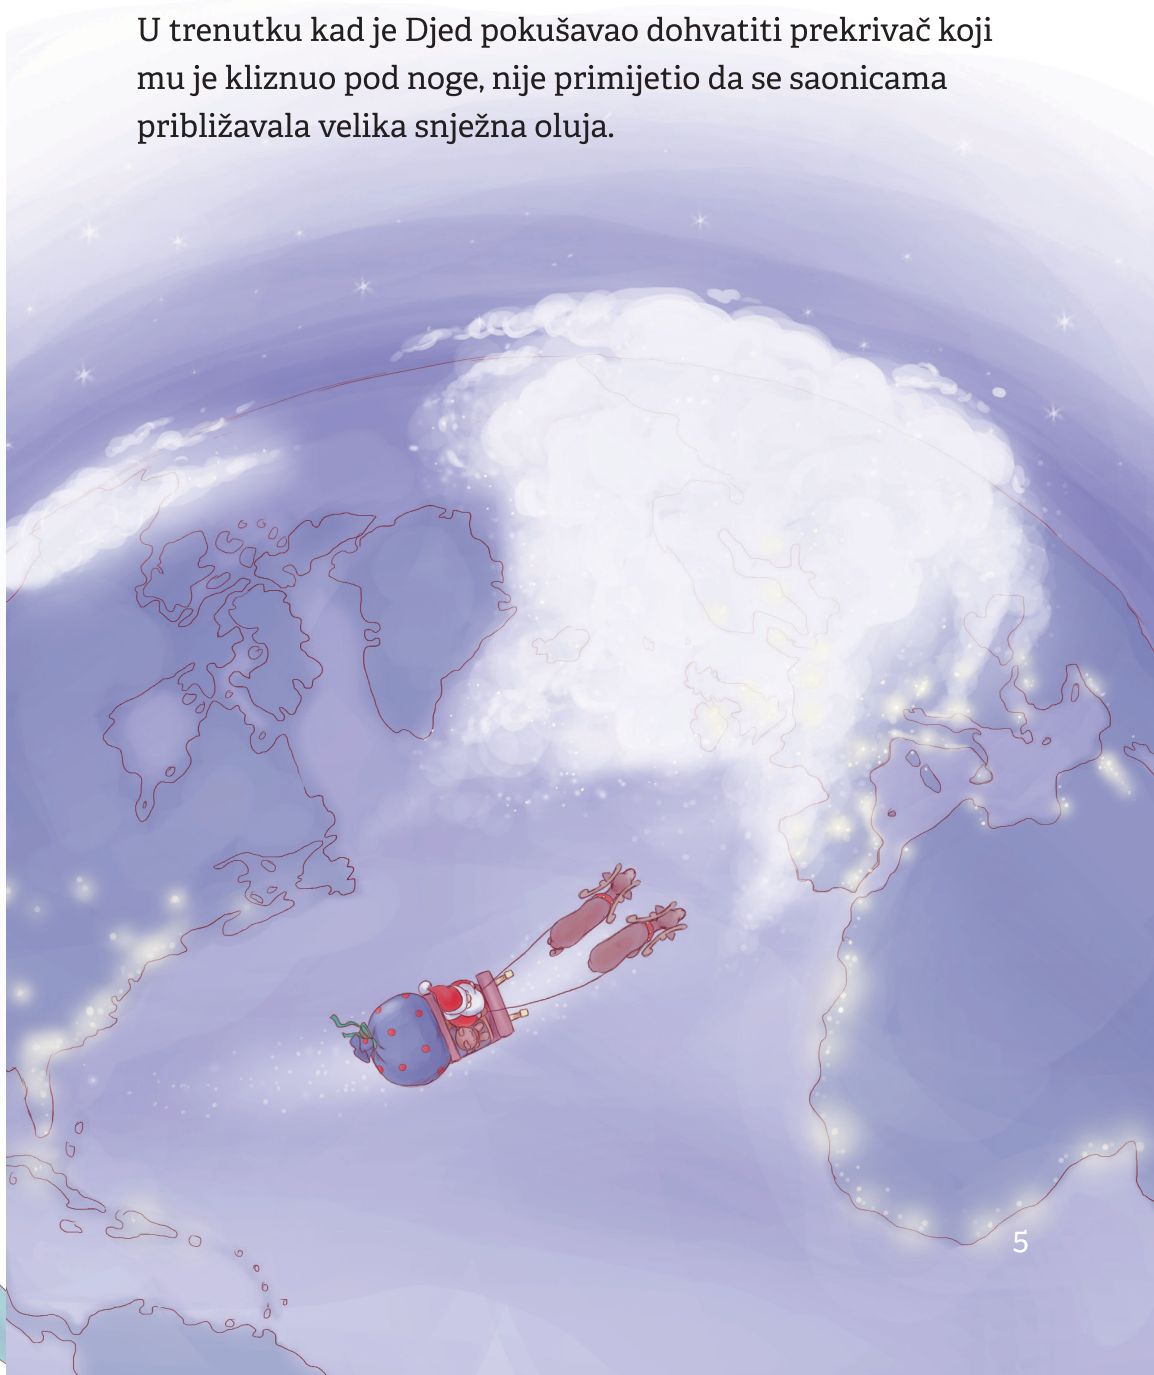 U trenutku kad je Djed pokušavao dohvatiti prekrivač koji
mu je kliznuo pod noge, nije primijetio da se saonicama
približavala velika snježna oluja.
5